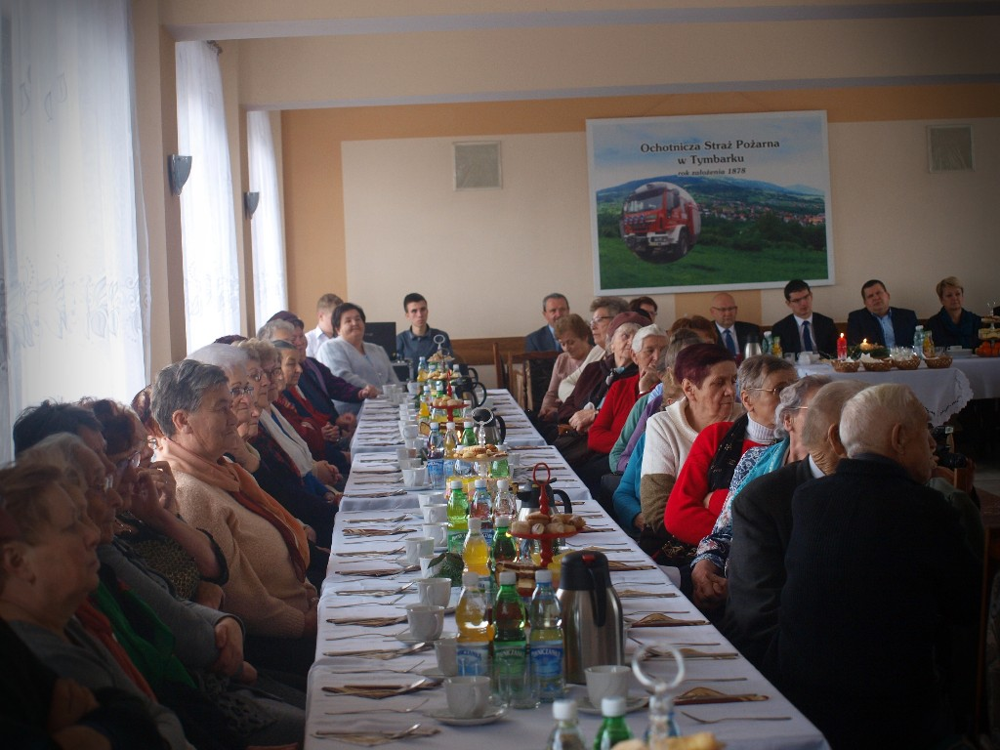 Ochotnicza Straż Pożarna
w Tymbarku
rok założenia 1878